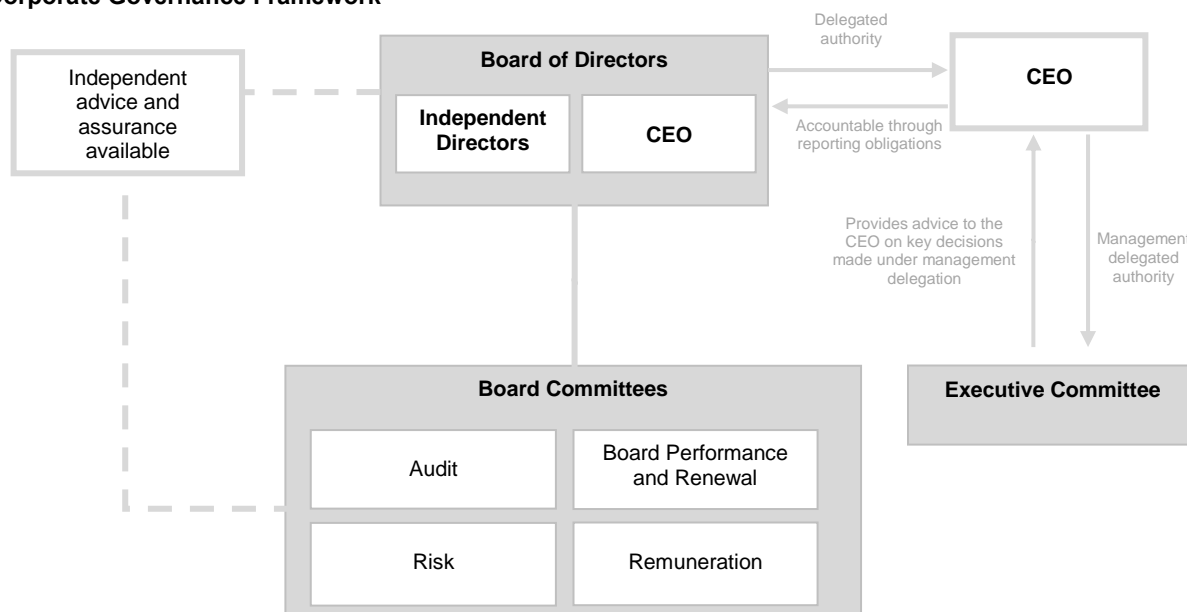 Corporate Governance Framework
Independent
advice and
assurance
available
Board of Directors
Independent
Directors
CEO
Delegated
authority
Accountable through
reporting obligations
CEO
Provides advice to the
CEO on key decisions
made under management
delegation
Management
delegated
authority
Board Committees
Audit
Board Performance
and Renewal
Risk
Remuneration
Executive Committee